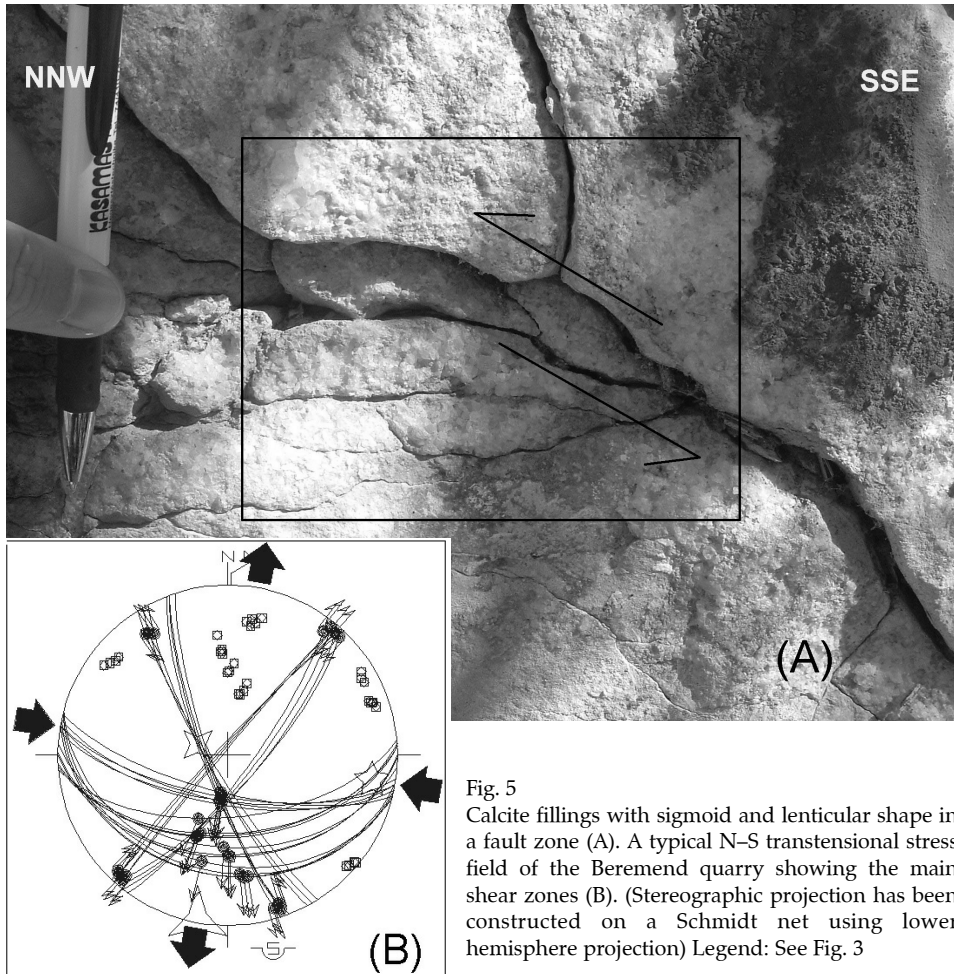 NNW
SSE
KASAMAS
(A)
N
S
(B)
Fig. 5
Calcite fillings with sigmoid and lenticular shape in
a fault zone (A). A typical N–S transtensional stress
field of the Beremend quarry showing the main
shear zones (B). (Stereographic projection has been
constructed on a Schmidt net using lower
hemisphere projection) Legend: See Fig. 3